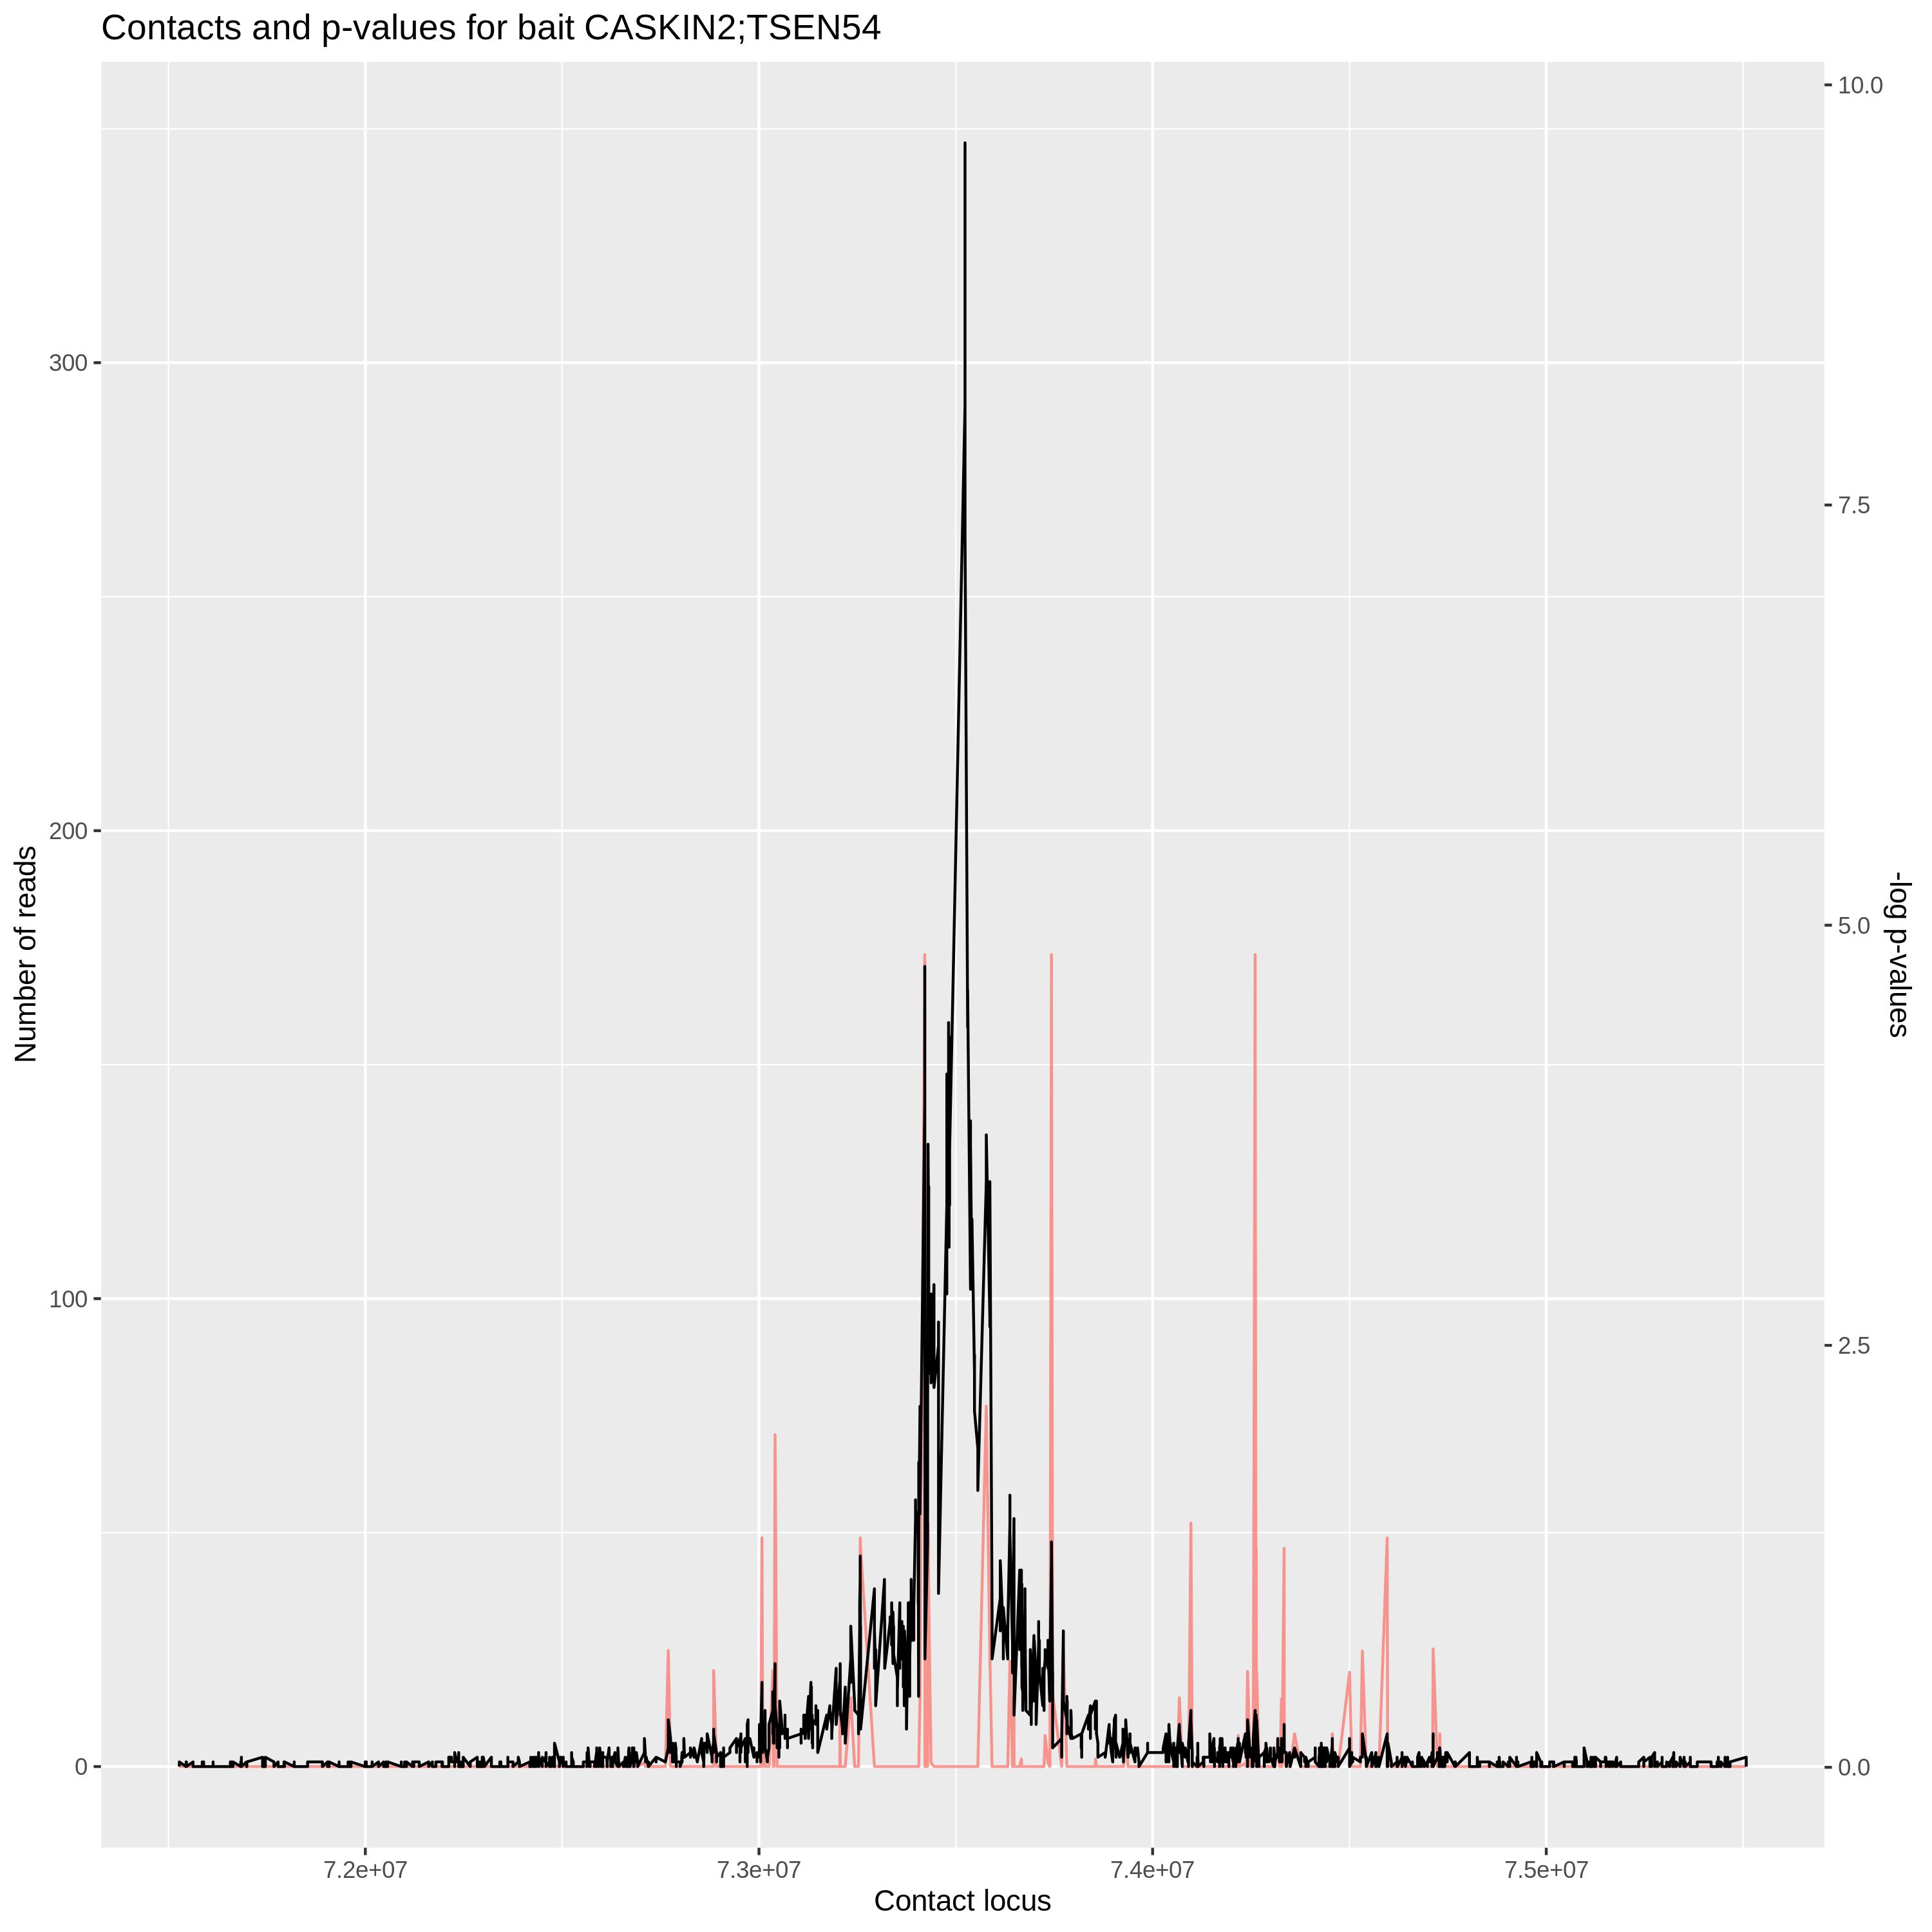 Contacts and p-values for bait CASKIN2;TSEN54
Number of reads
300
200
100
0
10.0
7.5
5.0
2.5
0.0
-log p-values
7.2e+07
7.3e+07
7.4e+07
7.5e+07
Contact locus